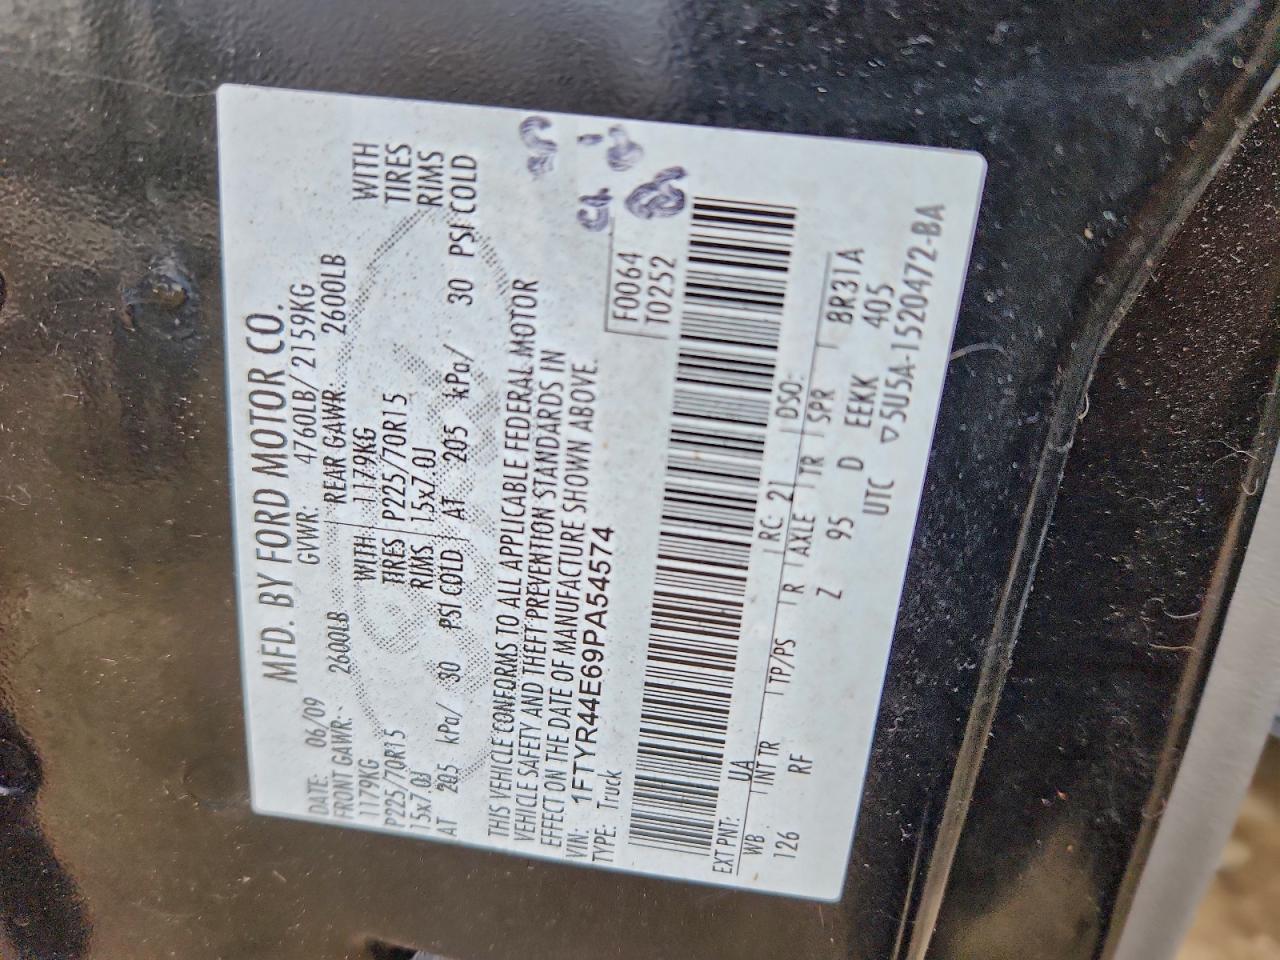 MFD. BY FORD MOTOR CO.
DATE: 06/09 GVWR: 4760LB/ 2159KG
FRONT GAWR: 2600LB REAR GAWR: 2600LB
1179KG WITH 1179KG WITH
P225/70R15 TIRES P225/70R15 TIRES
15x7.0J RIMS 15x7.0J RIMS
AT 205 kPa/ 30 PSI COLD AT 205 kPa/ 30 PSI COLD
THIS VEHICLE CONFORMS TO ALL APPLICABLE FEDERAL MOTOR
VEHICLE SAFETY AND THEFT PREVENTION STANDARDS IN
EFFECT ON THE DATE OF MANUFACTURE SHOWN ABOVE.
VIN: 1FTYR44E69PA54574
TYPE: Truck
F0064
T0252
EXT PNT: UA RC: 21 DSO:
WB INT TR TP/PS R AXLE TR SPR
126 RF Z 95 D EEKK BR31A
UTC 405
▽5U5A-1520472-BA